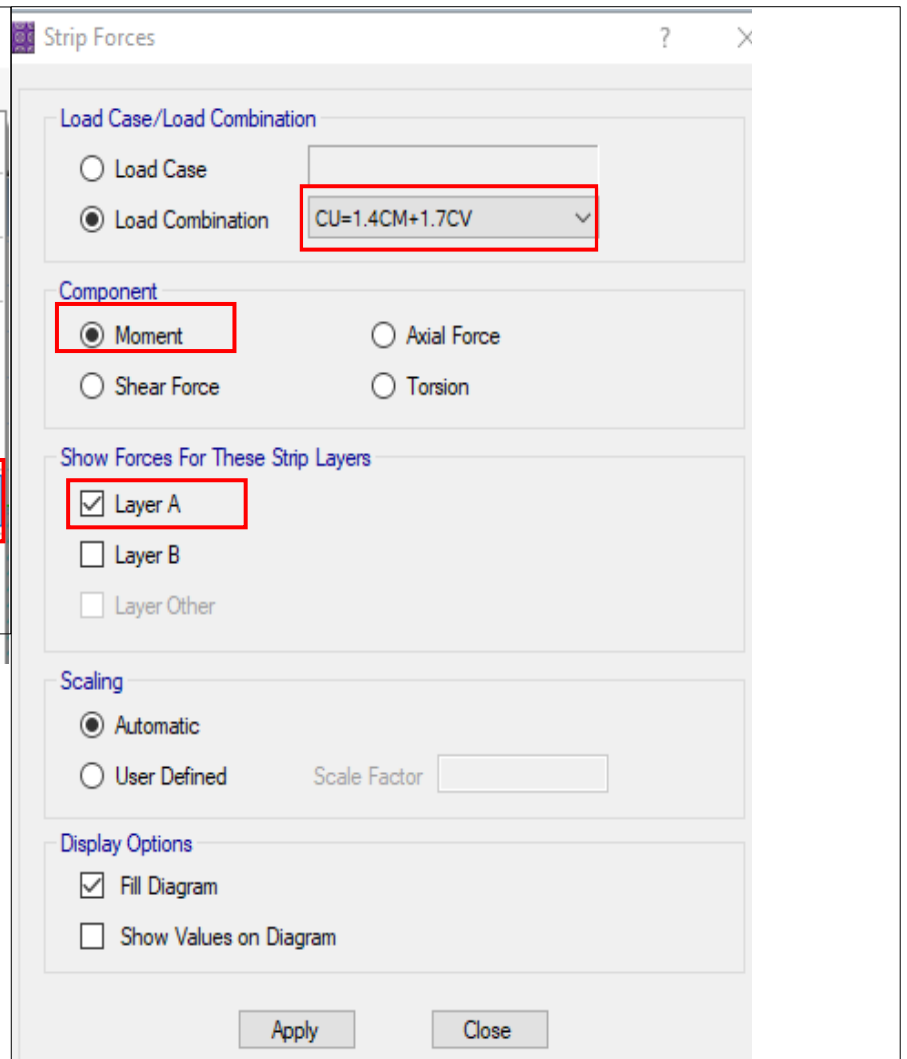 Strip Forces ?
Load Case/Load Combination
Load Case
Load Combination CU=1.4CM+1.7CV
Component
Moment Axial Force
Shear Force Torsion
Show Forces For These Strip Layers
Layer A
Layer B
Layer Other
Scaling
Automatic
User Defined Scale Factor
Display Options
Fill Diagram
Show Values on Diagram
Apply Close